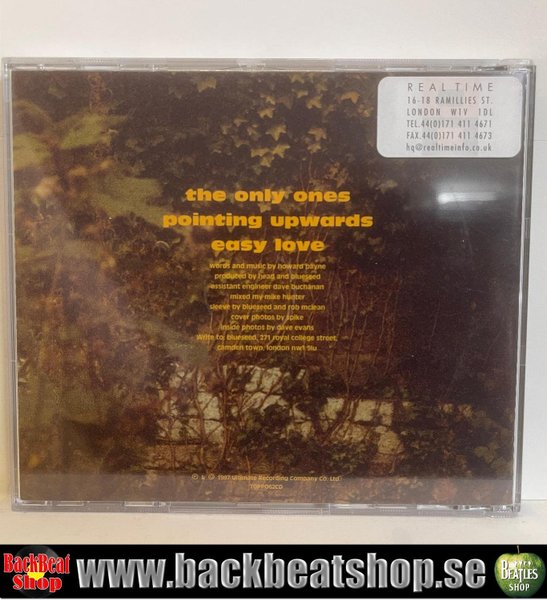 REAL TIME
16-18 RAMILLIES ST.
LONDON W1V 1DL
TEL.44(0)171 411 4671
FAX.44(0)171 411 4673
hq@realtimeinfo.co.uk
the only ones
pointing upwards
easy love
words and music by howard payne
produced by head and blueseed
assistant engineer dave buchanan
mixed my mike hunter
sleeve by blueseed and rob mclean
cover photos by spike
inside photos by dave evans
Write to: blueseed, 271 royal college street,
camden town, london nw1 9lu
℗ & © 1997 Ultimate Recording Company Co. Ltd
TOPP062CD
BackBeat
Shop
www.backbeatshop.se
BEATLES
SHOP